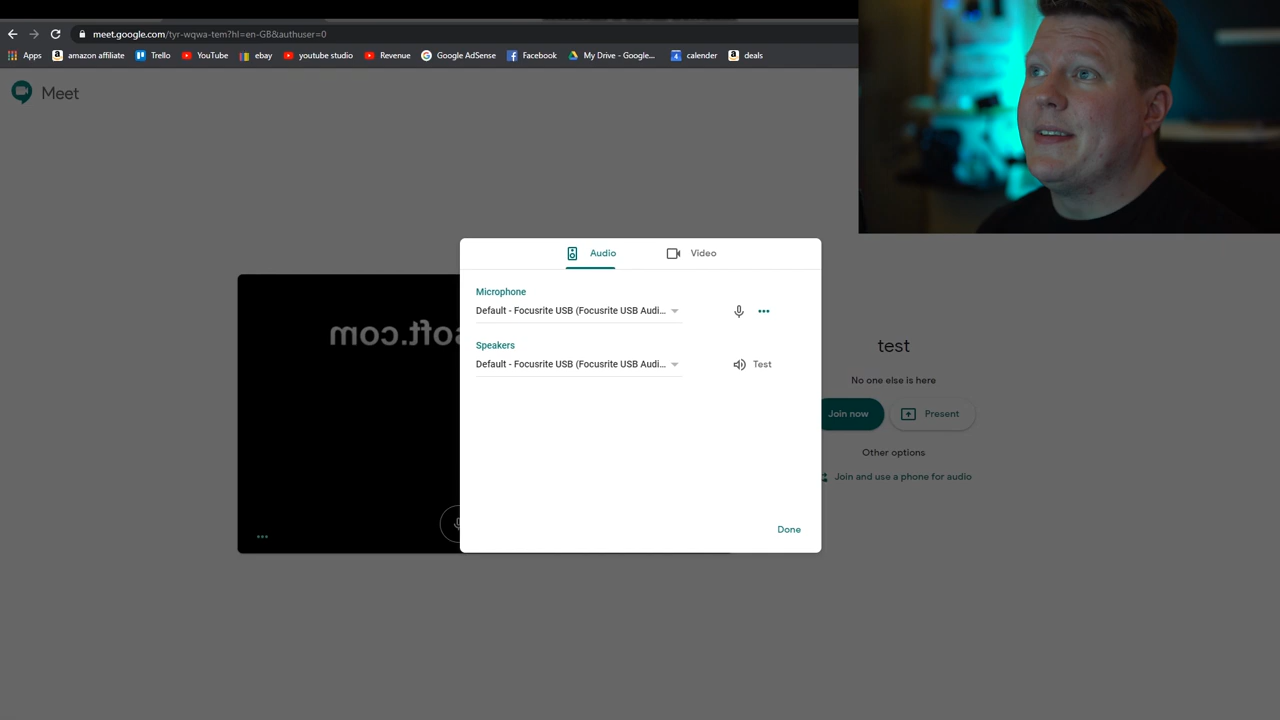 meet.google.com/tyr-wqwa-tem?hl=en-GB&authuser=0
Apps amazon affiliate Trello YouTube ebay youtube studio Revenue Google AdSense Facebook My Drive - Google... 4 calender deals
Meet
Audio Video
Microphone
Default - Focusrite USB (Focusrite USB Audi...
Speakers
Default - Focusrite USB (Focusrite USB Audi...
Test
Done
oft.com
test
No one else is here
Join now Present
Other options
Join and use a phone for audio